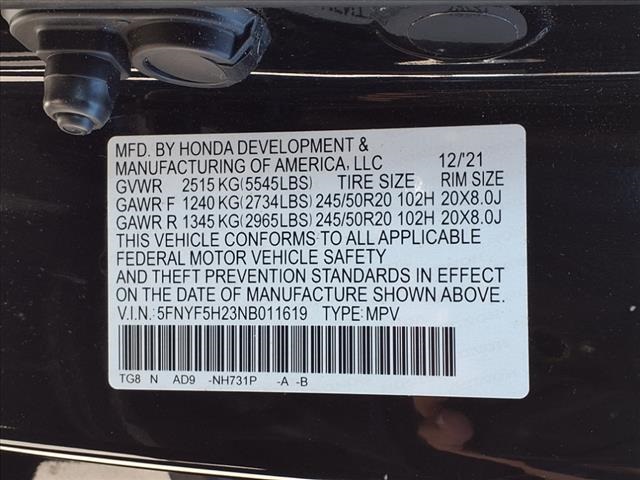 MFD. BY HONDA DEVELOPMENT &
MANUFACTURING OF AMERICA, LLC 12/'21
GVWR 2515 KG(5545LBS) TIRE SIZE RIM SIZE
GAWR F 1240 KG(2734LBS) 245/50R20 102H 20X8.0J
GAWR R 1345 KG(2965LBS) 245/50R20 102H 20X8.0J
THIS VEHICLE CONFORMS TO ALL APPLICABLE
FEDERAL MOTOR VEHICLE SAFETY
AND THEFT PREVENTION STANDARDS IN EFFECT
ON THE DATE OF MANUFACTURE SHOWN ABOVE.
V.I.N.: 5FNYF5H23NB011619 TYPE: MPV
TG8 N AD9 -NH731P -A -B